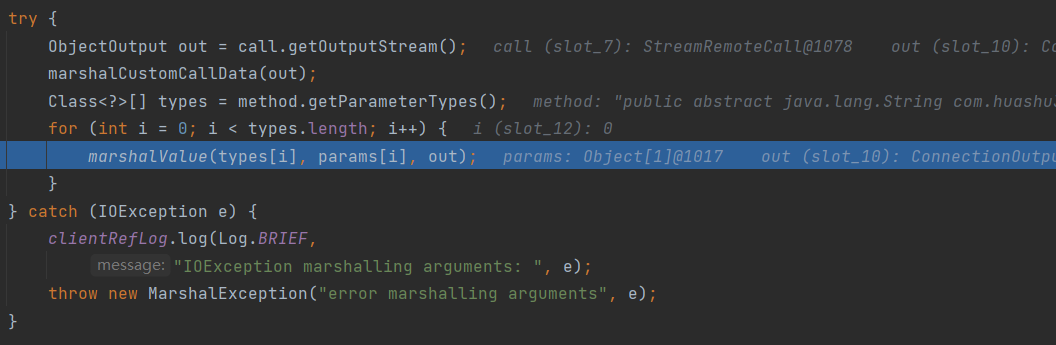 try {
ObjectOutput out = call.getOutputStream(); call (slot_7): StreamRemoteCall@1078 out (slot_10): Co
marshalCustomCallData(out);
Class<?>[] types = method.getParameterTypes(); method: "public abstract java.lang.String com.huashu
for (int i = 0; i < types.length; i++) { i (slot_12): 0
marshalValue(types[i], params[i], out); params: Object[1]@1017 out (slot_10): ConnectionOutpu
}
} catch (IOException e) {
clientRefLog.log(Log.BRIEF,
message: "IOException marshalling arguments: ", e);
throw new MarshalException("error marshalling arguments", e);
}